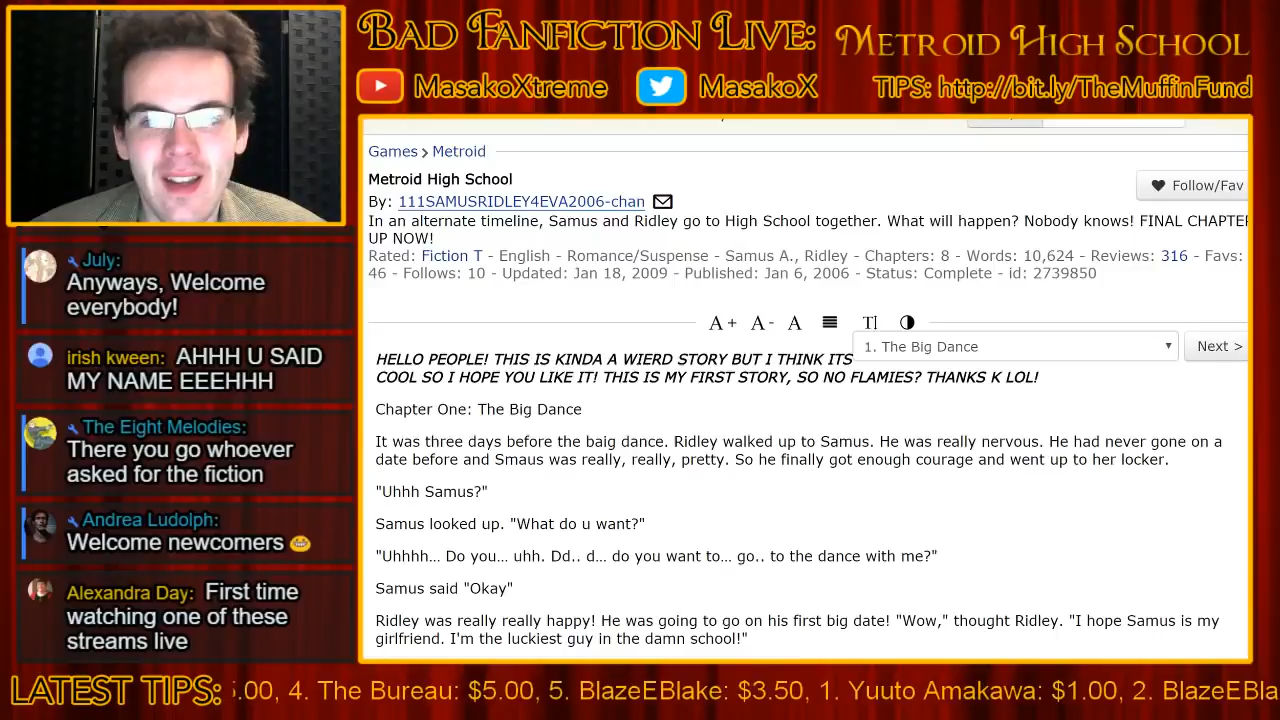 BAD FANFICTION LIVE: METROID HIGH SCHOOL
MasakoXtreme MasakoX TIPS: http://bit.ly/TheMuffinFund
Games › Metroid
Metroid High School
Follow/Fav
By: 111SAMUSRIDLEY4EVA2006-chan
In an alternate timeline, Samus and Ridley go to High School together. What will happen? Nobody knows! FINAL CHAPTER
UP NOW!
Rated: Fiction T - English - Romance/Suspense - Samus A., Ridley - Chapters: 8 - Words: 10,624 - Reviews: 316 - Favs:
46 - Follows: 10 - Updated: Jan 18, 2009 - Published: Jan 6, 2006 - Status: Complete - id: 2739850
A+ A- A T
1. The Big Dance Next >
HELLO PEOPLE! THIS IS KINDA A WIERD STORY BUT I THINK ITS
COOL SO I HOPE YOU LIKE IT! THIS IS MY FIRST STORY, SO NO FLAMIES? THANKS K LOL!
Chapter One: The Big Dance
It was three days before the baig dance. Ridley walked up to Samus. He was really nervous. He had never gone on a
date before and Smaus was really, really, pretty. So he finally got enough courage and went up to her locker.
"Uhhh Samus?"
Samus looked up. "What do u want?"
"Uhhhh... Do you... uhh. Dd.. d... do you want to... go.. to the dance with me?"
Samus said "Okay"
Ridley was really really happy! He was going to go on his first big date! "Wow," thought Ridley. "I hope Samus is my
girlfriend. I'm the luckiest guy in the damn school!"
July:
Anyways, Welcome
everybody!
irish kween: AHHH U SAID
MY NAME EEEHHH
The Eight Melodies:
There you go whoever
asked for the fiction
Andrea Ludolph:
Welcome newcomers
Alexandra Day: First time
watching one of these
streams live
LATEST TIPS: .00, 4. The Bureau: $5.00, 5. BlazeEBlake: $3.50, 1. Yuuto Amakawa: $1.00, 2. BlazeEBla